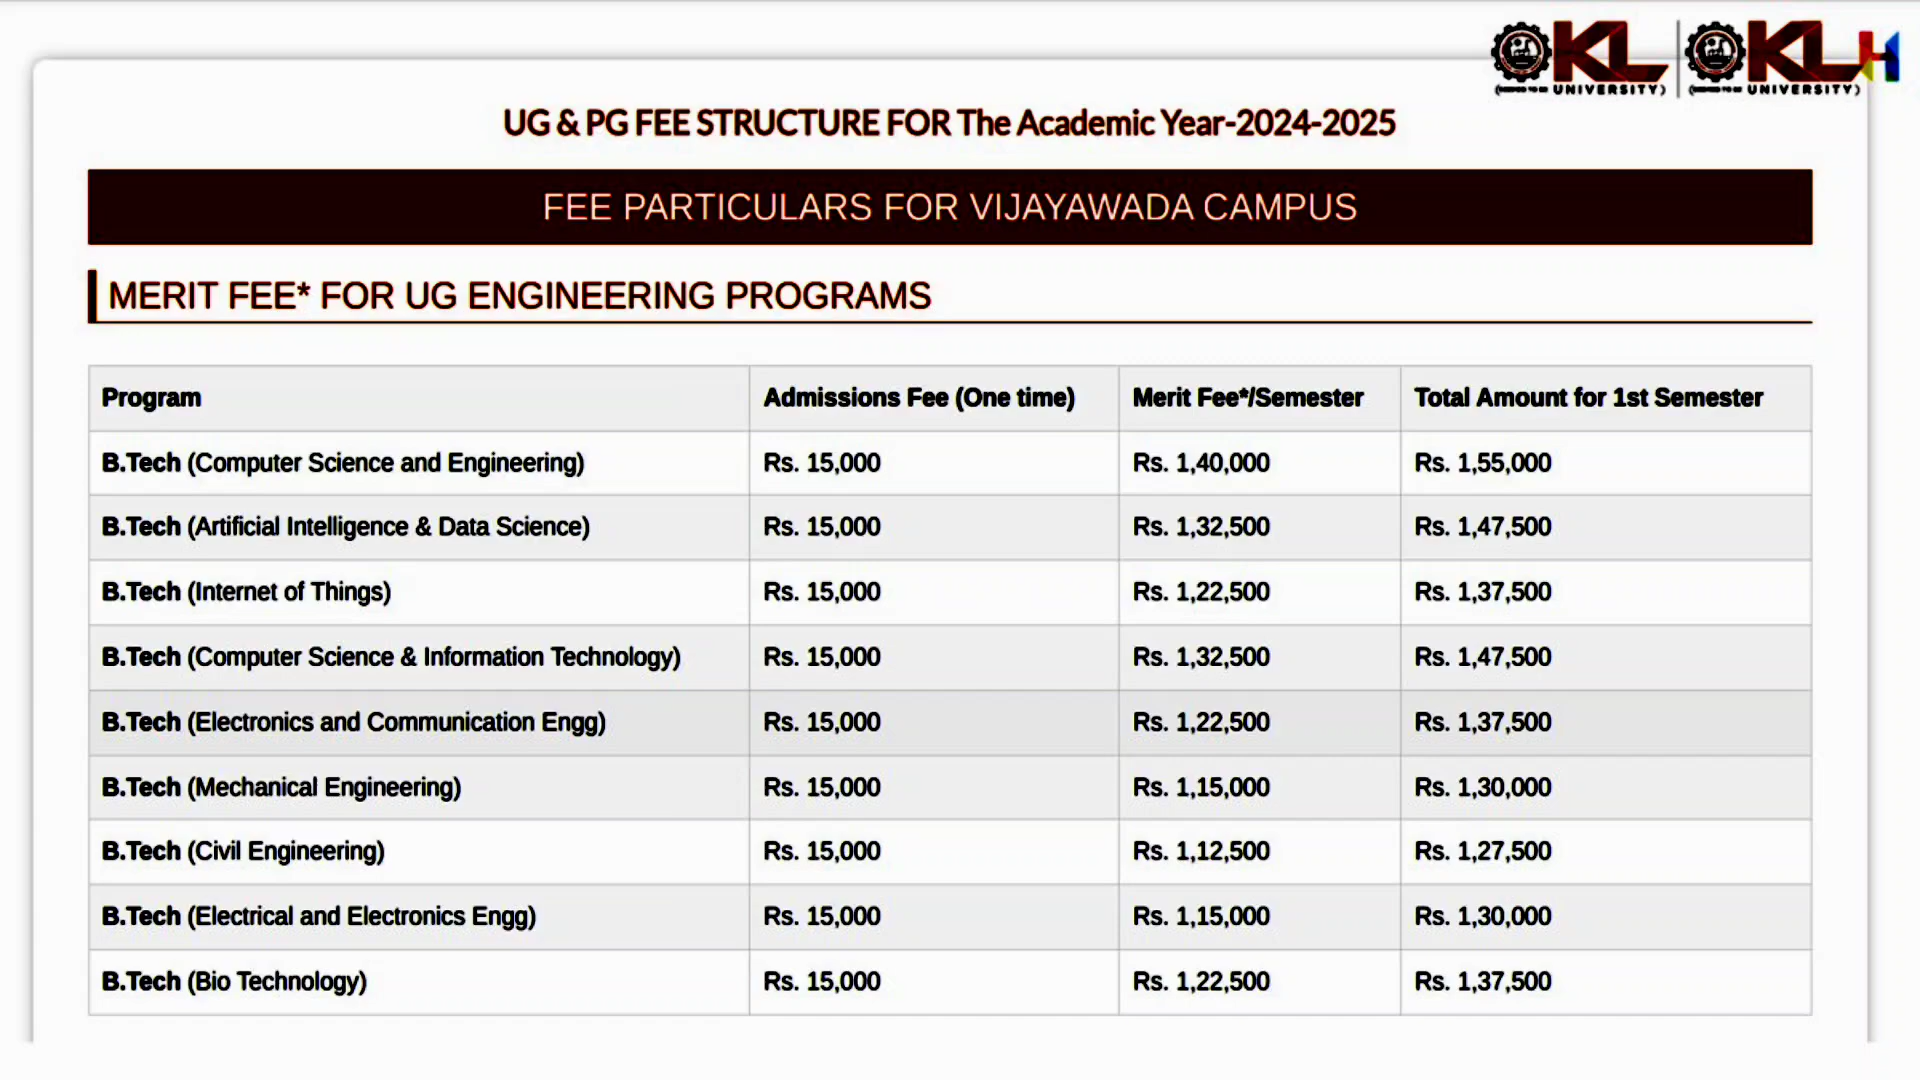 KL | KLH
UNIVERSITY) UNIVERSITY)
UG & PG FEE STRUCTURE FOR The Academic Year-2024-2025
FEE PARTICULARS FOR VIJAYAWADA CAMPUS
MERIT FEE* FOR UG ENGINEERING PROGRAMS
Program Admissions Fee (One time) Merit Fee*/Semester Total Amount for 1st Semester
B.Tech (Computer Science and Engineering) Rs. 15,000 Rs. 1,40,000 Rs. 1,55,000
B.Tech (Artificial Intelligence & Data Science) Rs. 15,000 Rs. 1,32,500 Rs. 1,47,500
B.Tech (Internet of Things) Rs. 15,000 Rs. 1,22,500 Rs. 1,37,500
B.Tech (Computer Science & Information Technology) Rs. 15,000 Rs. 1,32,500 Rs. 1,47,500
B.Tech (Electronics and Communication Engg) Rs. 15,000 Rs. 1,22,500 Rs. 1,37,500
B.Tech (Mechanical Engineering) Rs. 15,000 Rs. 1,15,000 Rs. 1,30,000
B.Tech (Civil Engineering) Rs. 15,000 Rs. 1,12,500 Rs. 1,27,500
B.Tech (Electrical and Electronics Engg) Rs. 15,000 Rs. 1,15,000 Rs. 1,30,000
B.Tech (Bio Technology) Rs. 15,000 Rs. 1,22,500 Rs. 1,37,500